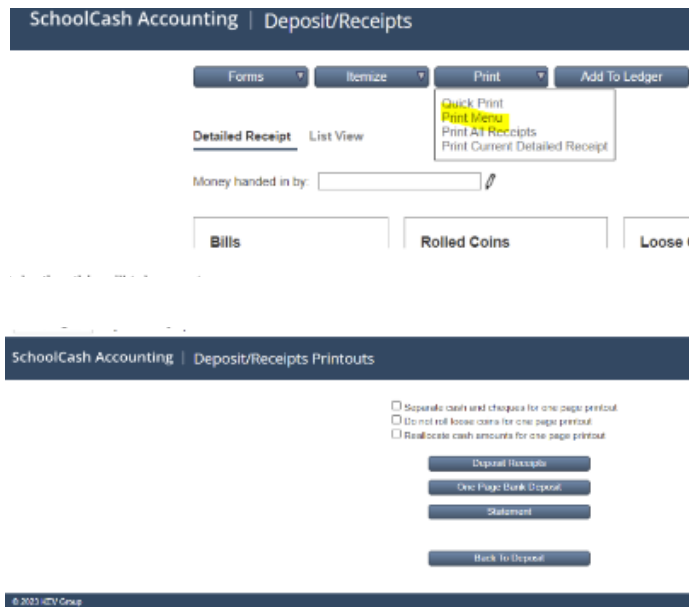 SchoolCash Accounting | Deposit/Receipts
Forms Itemize Print Add To Ledger
Quick Print
Print Menu
Print All Receipts
Print Current Detailed Receipt
Detailed Receipt List View
Money handed in by:
Bills Rolled Coins Loose
SchoolCash Accounting | Deposit/Receipts Printouts
Separate cash and cheques for one page printout
Do not roll loose coins for one page printout
Reallocate cash amounts for one page printout
Deposit Receipts
One Page Bank Deposit
Statement
Back To Deposit
© 2023 KEV Group